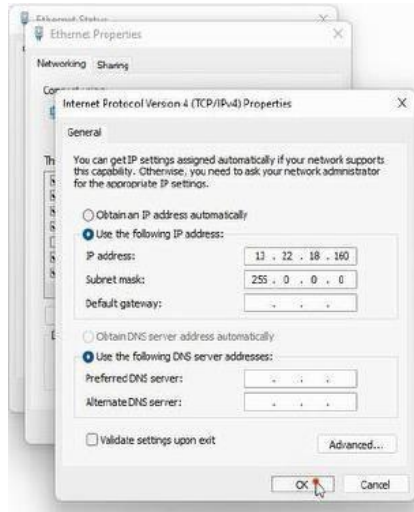 Ethernet Status
Ethernet Properties
Networking Sharing
Internet Protocol Version 4 (TCP/IPv4) Properties
General
You can get IP settings assigned automatically if your network supports
this capability. Otherwise, you need to ask your network administrator
for the appropriate IP settings.
Obtain an IP address automatically
Use the following IP address:
IP address: 13 . 22 . 18 . 160
Subnet mask: 255 . 0 . 0 . 0
Default gateway: . . .
Obtain DNS server address automatically
Use the following DNS server addresses:
Preferred DNS server: . . .
Alternate DNS server: . . .
Validate settings upon exit
Advanced...
OK Cancel